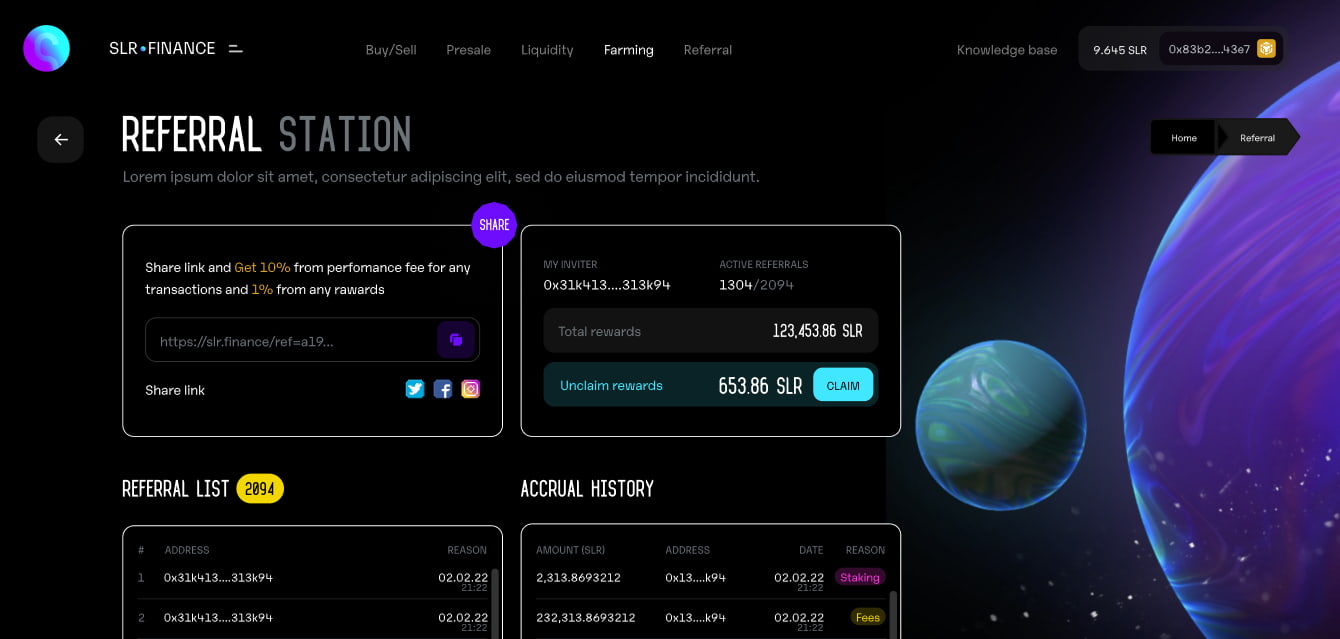 SLR•FINANCE
Buy/Sell Presale Liquidity Farming Referral
Knowledge base
9.645 SLR 0x83b2....43e7
REFERRAL STATION
Home Referral
Lorem ipsum dolor sit amet, consectetur adipiscing elit, sed do eiusmod tempor incididunt.
SHARE
Share link and Get 10% from perfomance fee for any
transactions and 1% from any rawards
https://slr.finance/ref=a19...
Share link
MY INVITER ACTIVE REFERRALS
0x31k413....313k94 1304/2094
Total rewards 123,453.86 SLR
Unclaim rewards 653.86 SLR CLAIM
REFERRAL LIST 2094
# ADDRESS REASON
1 0x31k413....313k94 02.02.22
21:22
2 0x31k413....313k94 02.02.22
21:22
ACCRUAL HISTORY
AMOUNT (SLR) ADDRESS DATE REASON
2,313.8693212 0x13....k94 02.02.22 Staking
21:22
232,313.8693212 0x13....k94 02.02.22 Fees
21:22